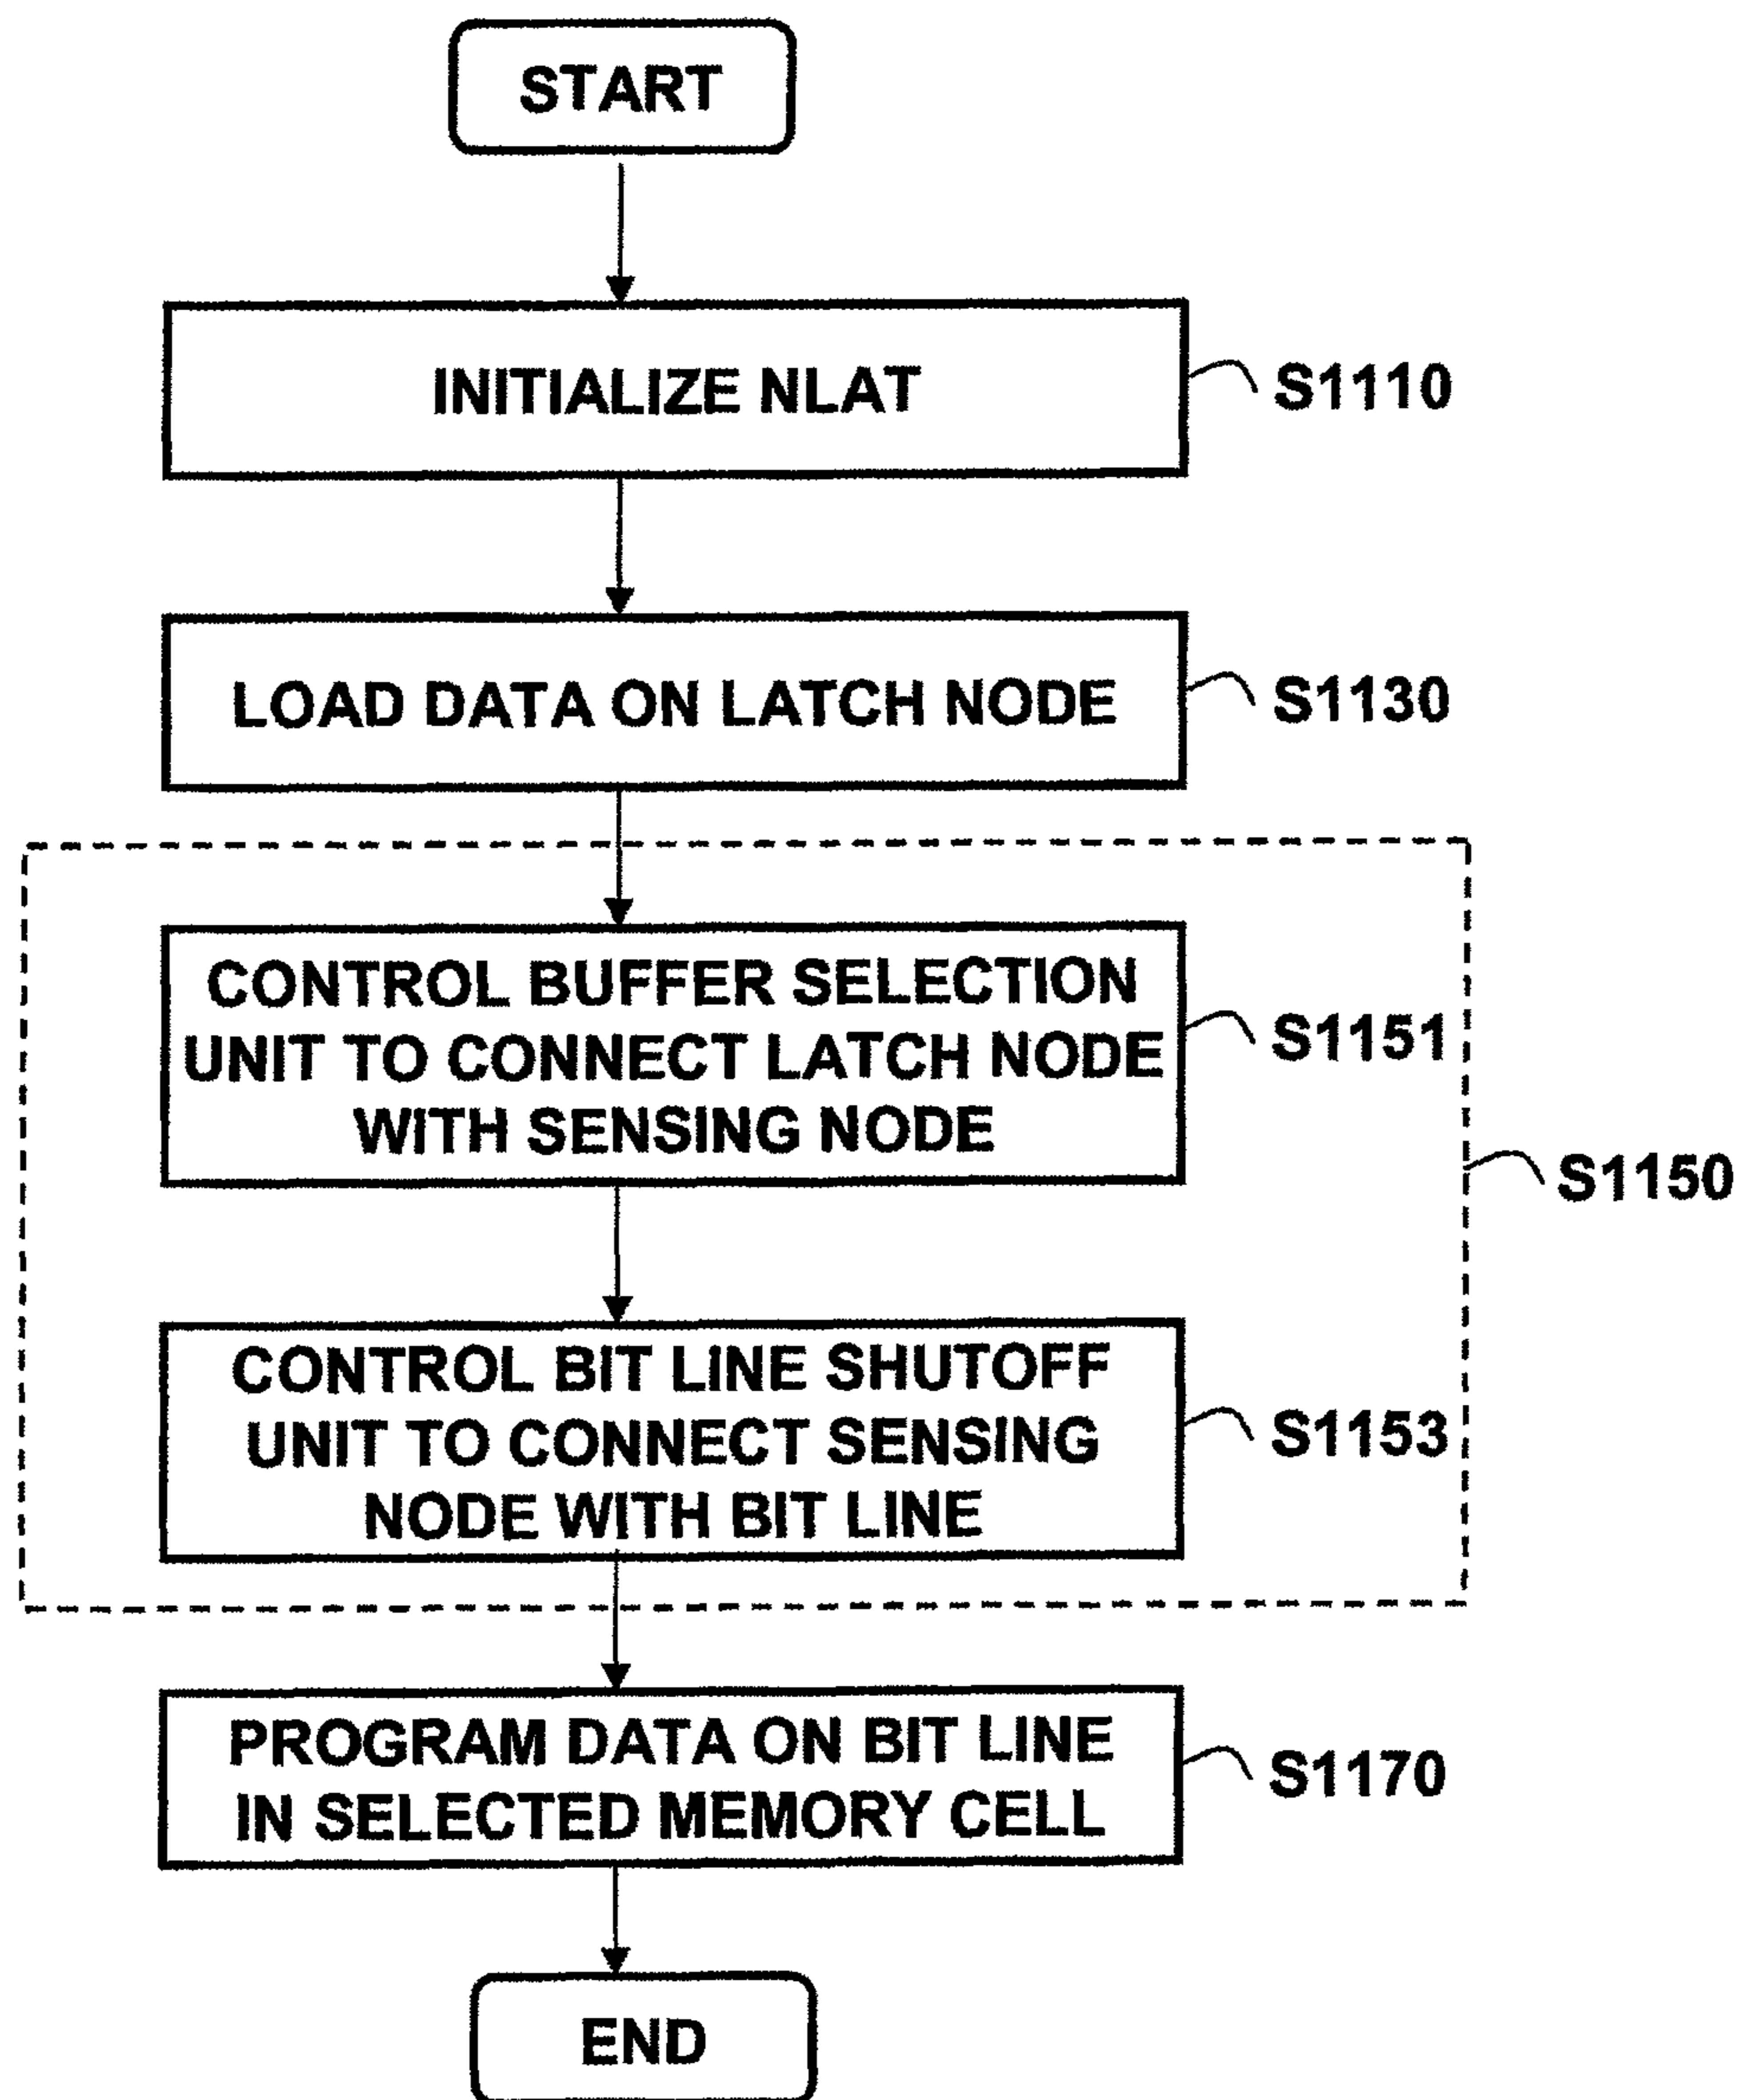 START
INITIALIZE NLAT
S1110
LOAD DATA ON LATCH NODE
S1130
CONTROL BUFFER SELECTION
UNIT TO CONNECT LATCH NODE
WITH SENSING NODE
S1151
S1150
CONTROL BIT LINE SHUTOFF
UNIT TO CONNECT SENSING
NODE WITH BIT LINE
S1153
PROGRAM DATA ON BIT LINE
IN SELECTED MEMORY CELL
S1170
END